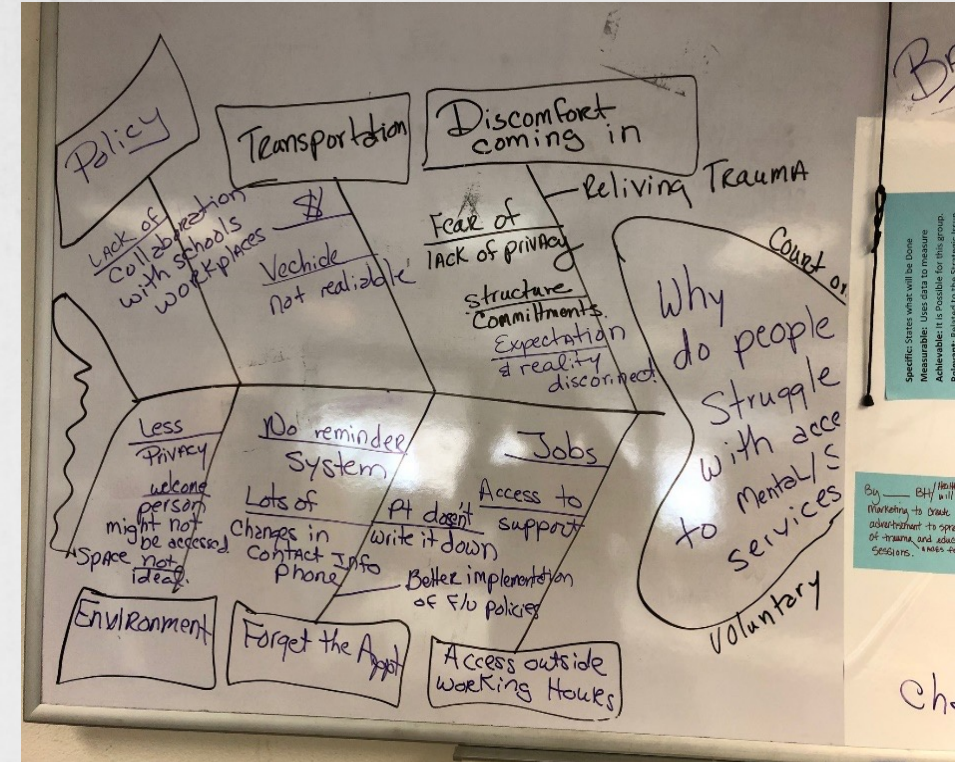 Policy
Lack of
collaboration
with schools
workplaces
Transportation
$
Vechicle
not realiable
Discomfort
coming in
Reliving Trauma
Fear of
lack of privacy
structure
Committments.
Expectation
& reality
Count
Why
do people
Struggle
with acce
to Mental/S
services
Voluntary
Less
Privacy
welcome
person
might not
be accessed.
Space not
ideal.
Environment
No reminder
System
Lots of
Changes in
Contact Info
phone
Pt doesn't
write it down
Better implementation
of F/U policies
Forget the Appt
Jobs
Access to
support
Access outside
Working Hours
Specific: States what will be Done
Measurable: Uses data to measure
Achievable: It is Possible for this group.
By ___ BH/
will
Marketing to create
advertisement to spre
of trauma and educ
sessions.
Ch